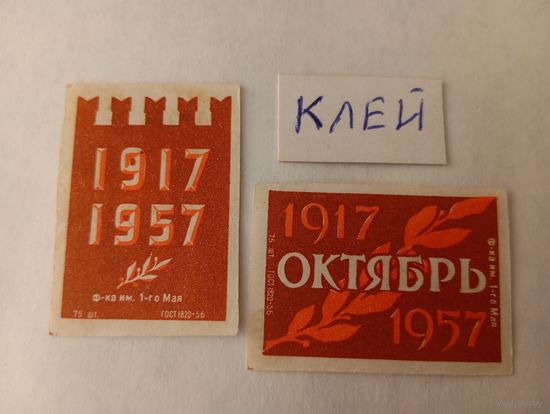 1917
1957
Ф-ка им. 1-го Мая
75 шт. ГОСТ 1820-56
КЛЕЙ
1917
ОКТЯБРЬ
1957
75 шт. ГОСТ 1820-56
Ф-ка им. 1-го Мая